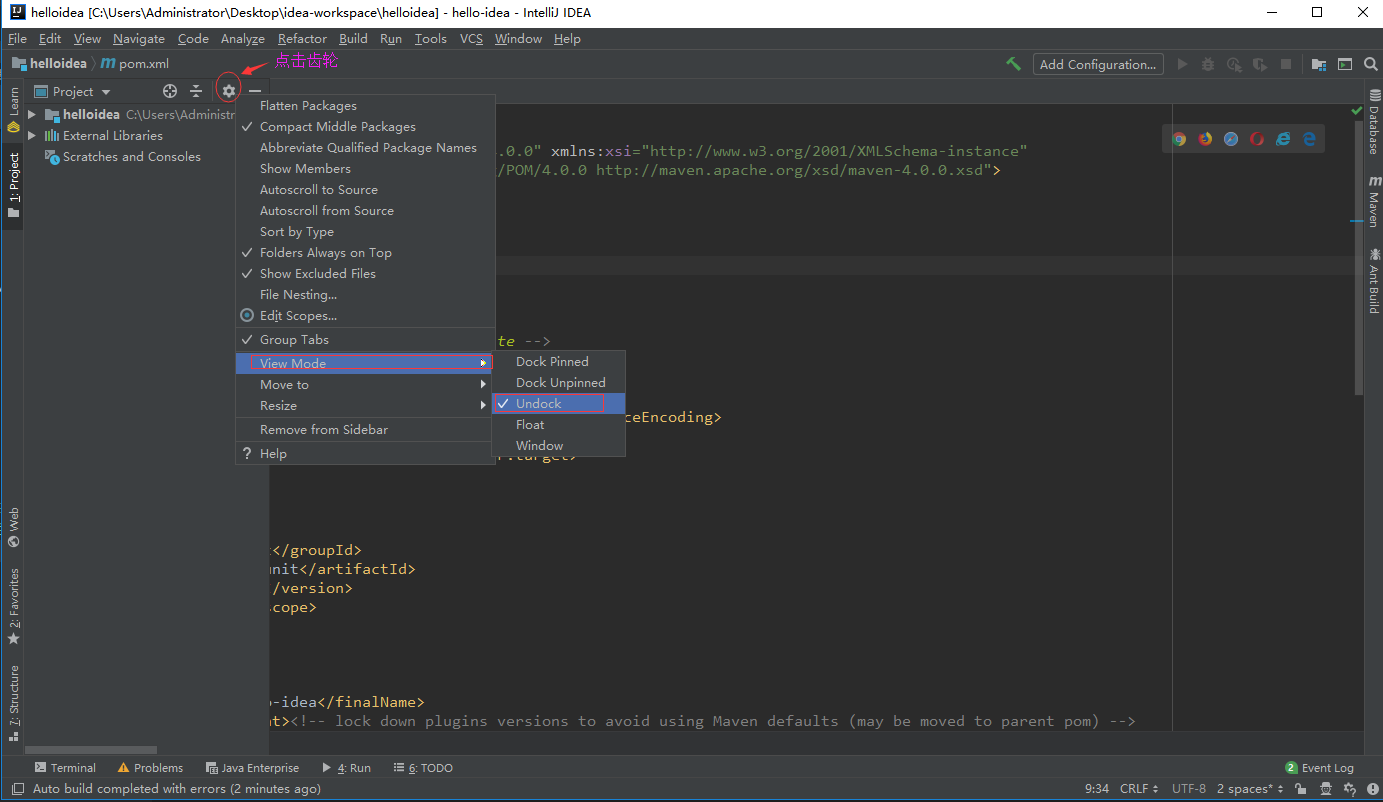 helloidea [C:\Users\Administrator\Desktop\idea-workspace\helloidea] - hello-idea - IntelliJ IDEA
File Edit View Navigate Code Analyze Refactor Build Run Tools VCS Window Help
helloidea m pom.xml
点击齿轮
Add Configuration...
Project
Learn
1: Project
Web
2: Favorites
7: Structure
helloidea C:\Users\Administr
External Libraries
Scratches and Consoles
Flatten Packages
Compact Middle Packages
Abbreviate Qualified Package Names
Show Members
Autoscroll to Source
Autoscroll from Source
Sort by Type
Folders Always on Top
Show Excluded Files
File Nesting...
Edit Scopes...
Group Tabs
View Mode
Move to
Resize
Remove from Sidebar
? Help
Dock Pinned
Dock Unpinned
Undock
Float
Window
.0.0" xmlns:xsi="http://www.w3.org/2001/XMLSchema-instance"
/POM/4.0.0 http://maven.apache.org/xsd/maven-4.0.0.xsd">
te -->
ceEncoding>
.target>
</groupId>
unit</artifactId>
</version>
scope>
o-idea</finalName>
nt><!-- lock down plugins versions to avoid using Maven defaults (may be moved to parent pom) -->
Database
m Maven
Ant Build
Terminal Problems Java Enterprise 4: Run 6: TODO
2 Event Log
Auto build completed with errors (2 minutes ago)
9:34 CRLF UTF-8 2 spaces*